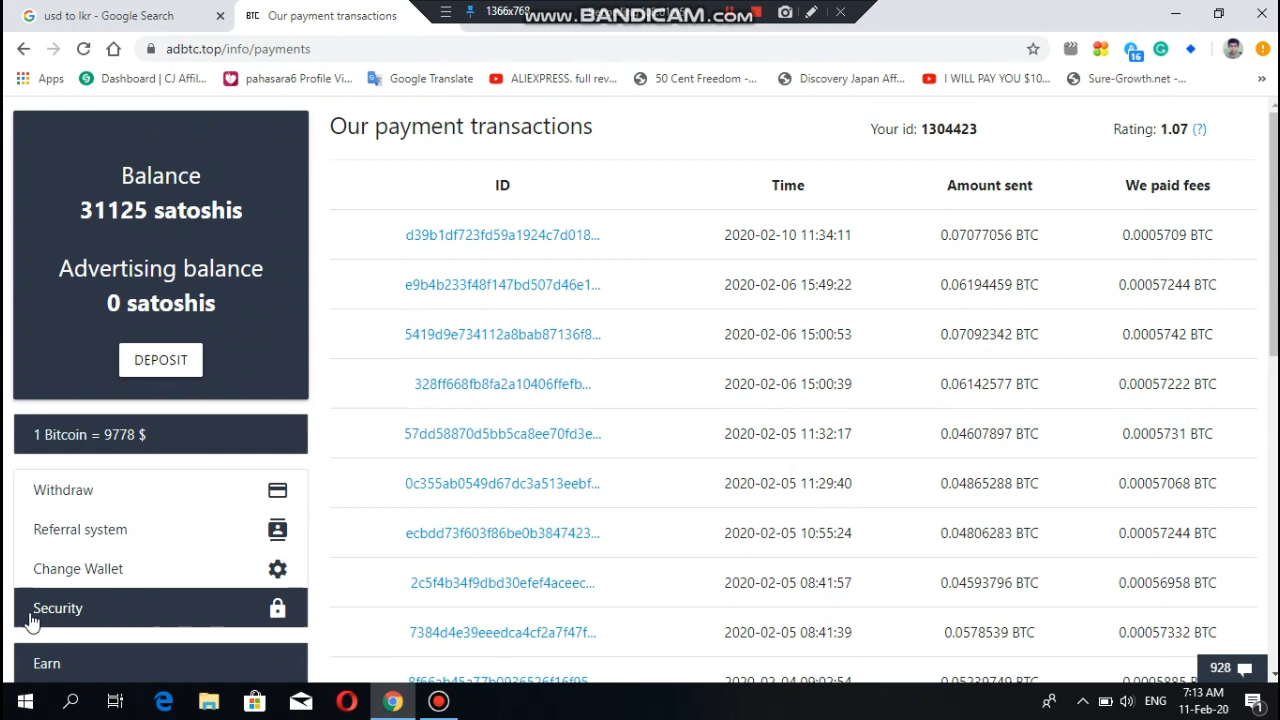 usd to lkr - Google Search
BTC Our payment transactions
1366x768
www.BANDICAM.com
adbtc.top/info/payments
16
Apps
Dashboard | CJ Affil...
pahasara6 Profile Vi...
Google Translate
ALIEXPRESS. full rev...
50 Cent Freedom -...
Discovery Japan Aff...
I WILL PAY YOU $10...
Sure-Growth.net -...
»
Balance
31125 satoshis
Advertising balance
0 satoshis
DEPOSIT
1 Bitcoin = 9778 $
Withdraw
Referral system
Change Wallet
Security
Earn
Our payment transactions
Your id: 1304423
Rating: 1.07 (?)
ID Time Amount sent We paid fees
d39b1df723fd59a1924c7d018... 2020-02-10 11:34:11 0.07077056 BTC 0.0005709 BTC
e9b4b233f48f147bd507d46e1... 2020-02-06 15:49:22 0.06194459 BTC 0.00057244 BTC
5419d9e734112a8bab87136f8... 2020-02-06 15:00:53 0.07092342 BTC 0.0005742 BTC
328ff668fb8fa2a10406ffefb... 2020-02-06 15:00:39 0.06142577 BTC 0.00057222 BTC
57dd58870d5bb5ca8ee70fd3e... 2020-02-05 11:32:17 0.04607897 BTC 0.0005731 BTC
0c355ab0549d67dc3a513eebf... 2020-02-05 11:29:40 0.04865288 BTC 0.00057068 BTC
ecbdd73f603f86be0b3847423... 2020-02-05 10:55:24 0.04806283 BTC 0.00057244 BTC
2c5f4b34f9dbd30efef4aceec... 2020-02-05 08:41:57 0.04593796 BTC 0.00056958 BTC
7384d4e39eeedca4cf2a7f47f... 2020-02-05 08:41:39 0.0578539 BTC 0.00057332 BTC
928
ENG
7:13 AM
11-Feb-20
1